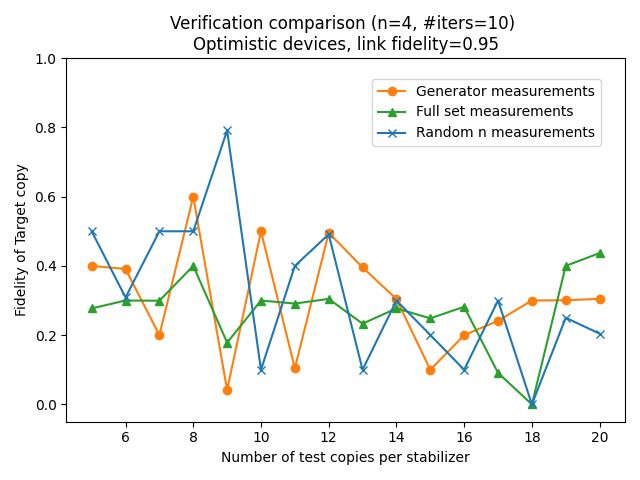 Verification comparison (n=4, #iters=10)
Optimistic devices, link fidelity=0.95
Generator measurements
Full set measurements
Random n measurements
Fidelity of Target copy
1.0
0.8
0.6
0.4
0.2
0.0
6 8 10 12 14 16 18 20
Number of test copies per stabilizer